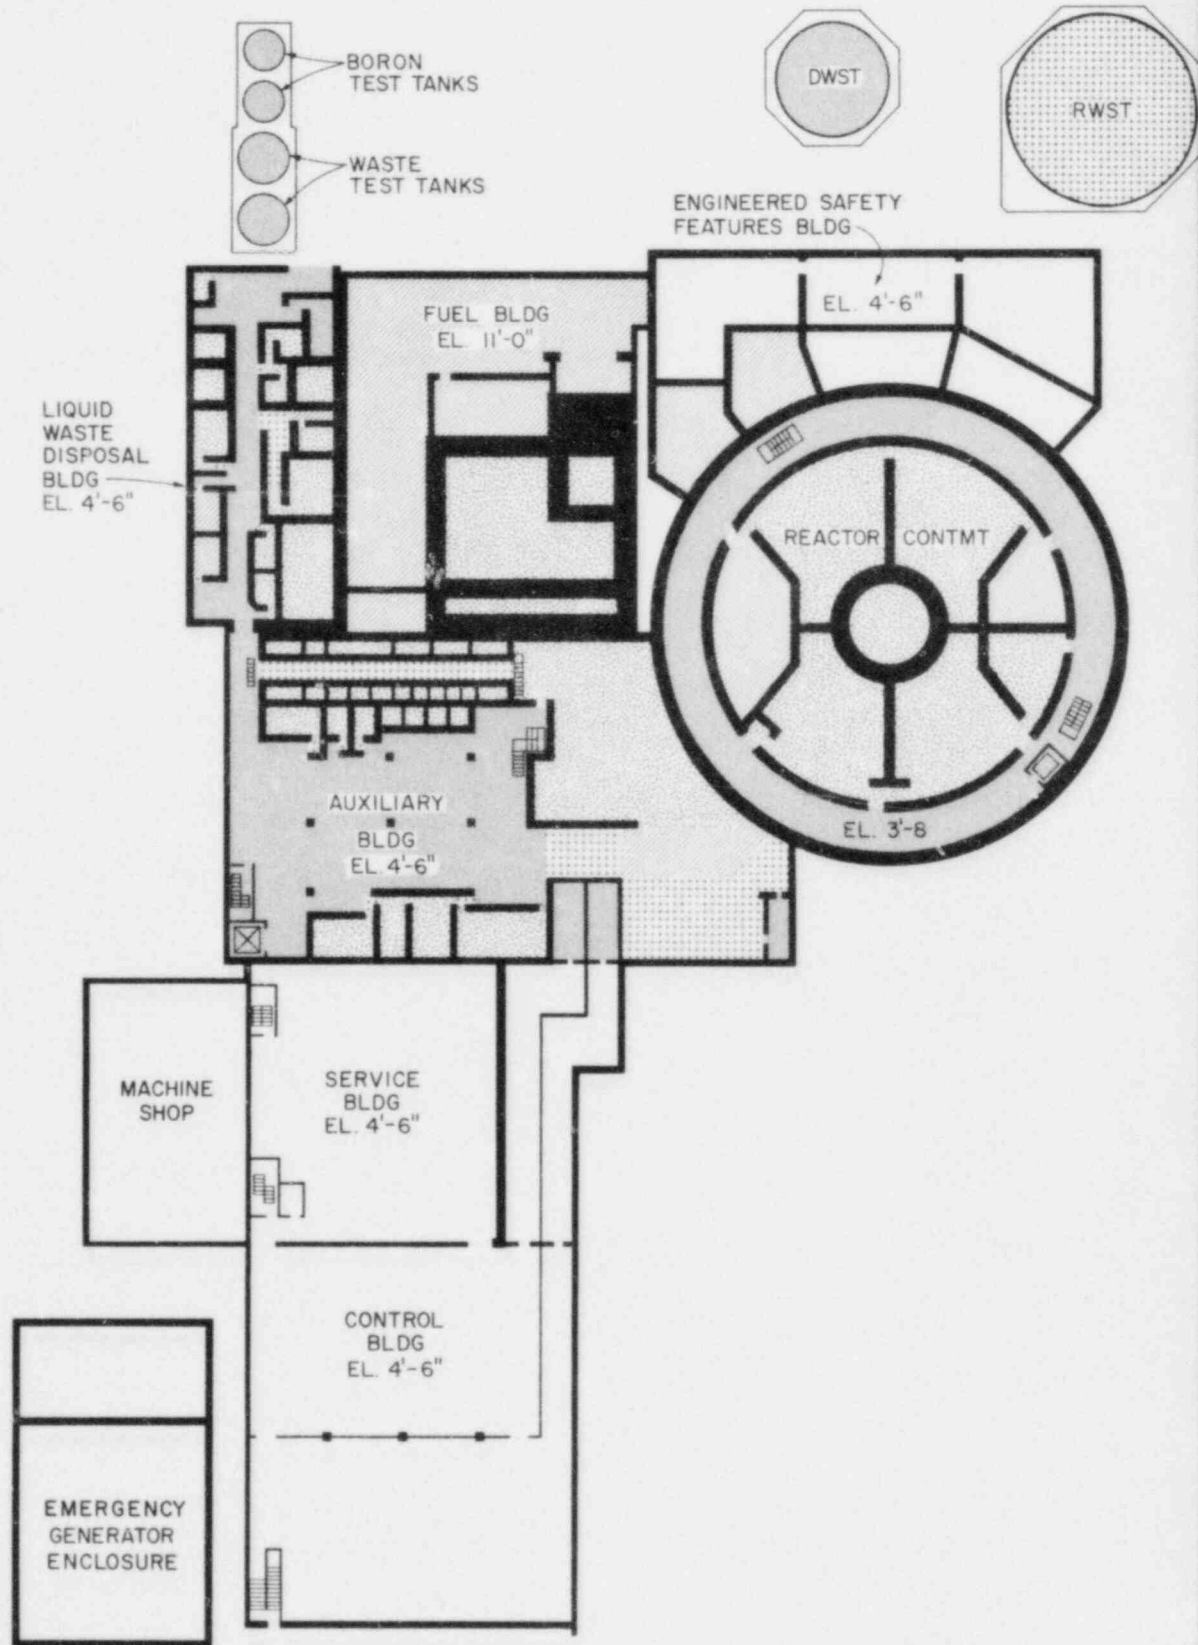 BORON
TEST TANKS
WASTE
TEST TANKS
DWST
RWST
ENGINEERED SAFETY
FEATURES BLDG
EL. 4'-6"
FUEL BLDG
EL. 11'-0"
LIQUID
WASTE
DISPOSAL
BLDG
EL. 4'-6"
REACTOR CONTMT
EL. 3'-8
AUXILIARY
BLDG
EL. 4'-6"
MACHINE
SHOP
SERVICE
BLDG
EL. 4'-6"
CONTROL
BLDG
EL. 4'-6"
EMERGENCY
GENERATOR
ENCLOSURE